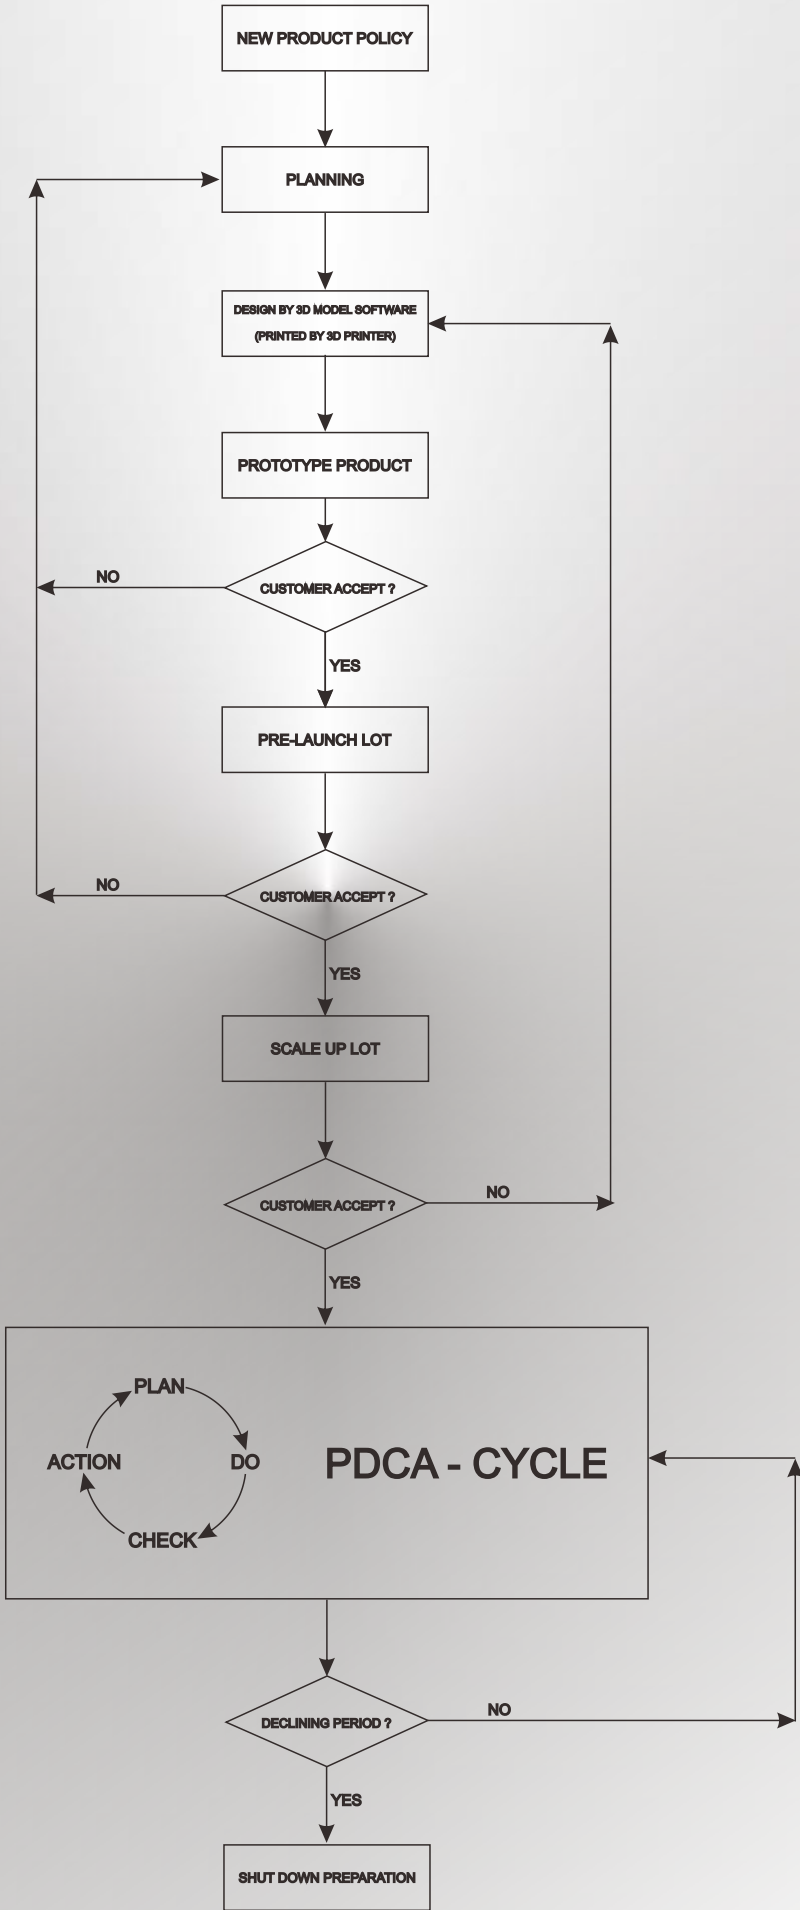 NEW PRODUCT POLICY
PLANNING
DESIGN BY 3D MODEL SOFTWARE
(PRINTED BY 3D PRINTER)
PROTOTYPE PRODUCT
CUSTOMER ACCEPT ?
NO
YES
PRE-LAUNCH LOT
CUSTOMER ACCEPT ?
NO
YES
SCALE UP LOT
CUSTOMER ACCEPT ?
NO
YES
PLAN
DO
CHECK
ACTION
PDCA - CYCLE
DECLINING PERIOD ?
NO
YES
SHUT DOWN PREPARATION